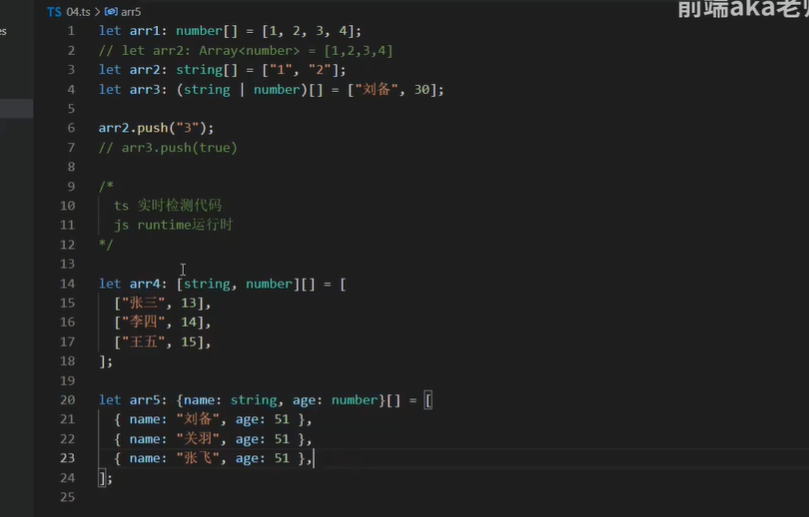 前端aka老师
TS 04.ts > arr5
es
1 let arr1: number[] = [1, 2, 3, 4];
2 // let arr2: Array<number> = [1,2,3,4]
3 let arr2: string[] = ["1", "2"];
4 let arr3: (string | number)[] = ["刘备", 30];
5
6 arr2.push("3");
7 // arr3.push(true)
8
9 /*
10 ts 实时检测代码
11 js runtime运行时
12 */
13
14 let arr4: [string, number][] = [
15 ["张三", 13],
16 ["李四", 14],
17 ["王五", 15],
18 ];
19
20 let arr5: {name: string, age: number}[] = [
21 { name: "刘备", age: 51 },
22 { name: "关羽", age: 51 },
23 { name: "张飞", age: 51 },
24 ];
25